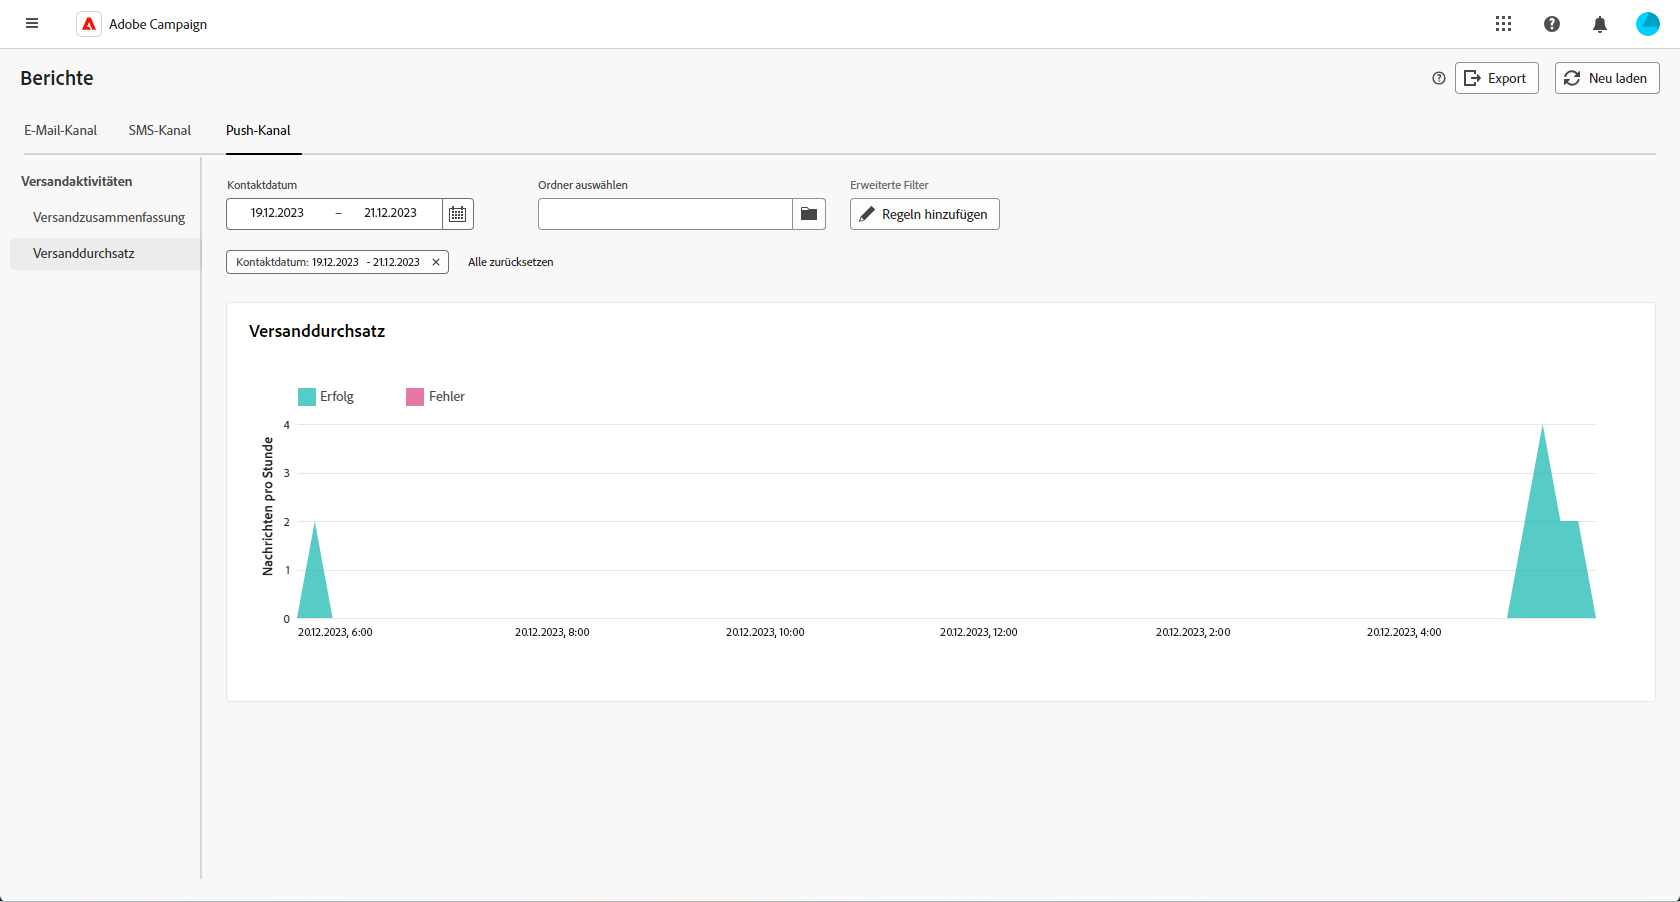 Adobe Campaign
Berichte
Export
Neu laden
E-Mail-Kanal
SMS-Kanal
Push-Kanal
Versandaktivitäten
Versandzusammenfassung
Versanddurchsatz
Kontaktdatum
19.12.2023 – 21.12.2023
Ordner auswählen
Erweiterte Filter
Regeln hinzufügen
Kontaktdatum: 19.12.2023 - 21.12.2023
Alle zurücksetzen
Versanddurchsatz
Erfolg
Fehler
Nachrichten pro Stunde
4
3
2
1
0
20.12.2023, 6:00
20.12.2023, 8:00
20.12.2023, 10:00
20.12.2023, 12:00
20.12.2023, 2:00
20.12.2023, 4:00